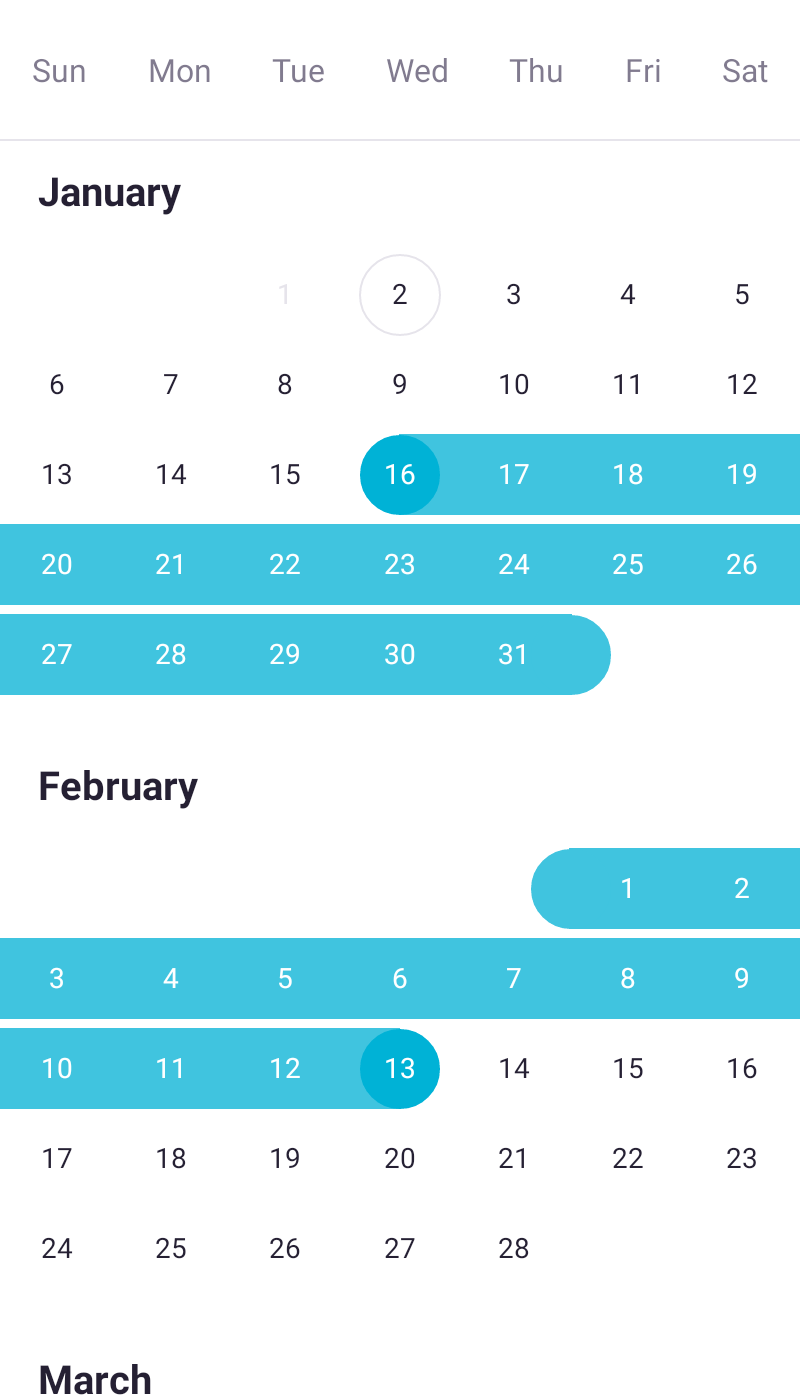 Sun Mon Tue Wed Thu Fri Sat
January
1 2 3 4 5
6 7 8 9 10 11 12
13 14 15 16 17 18 19
20 21 22 23 24 25 26
27 28 29 30 31
February
1 2
3 4 5 6 7 8 9
10 11 12 13 14 15 16
17 18 19 20 21 22 23
24 25 26 27 28
March